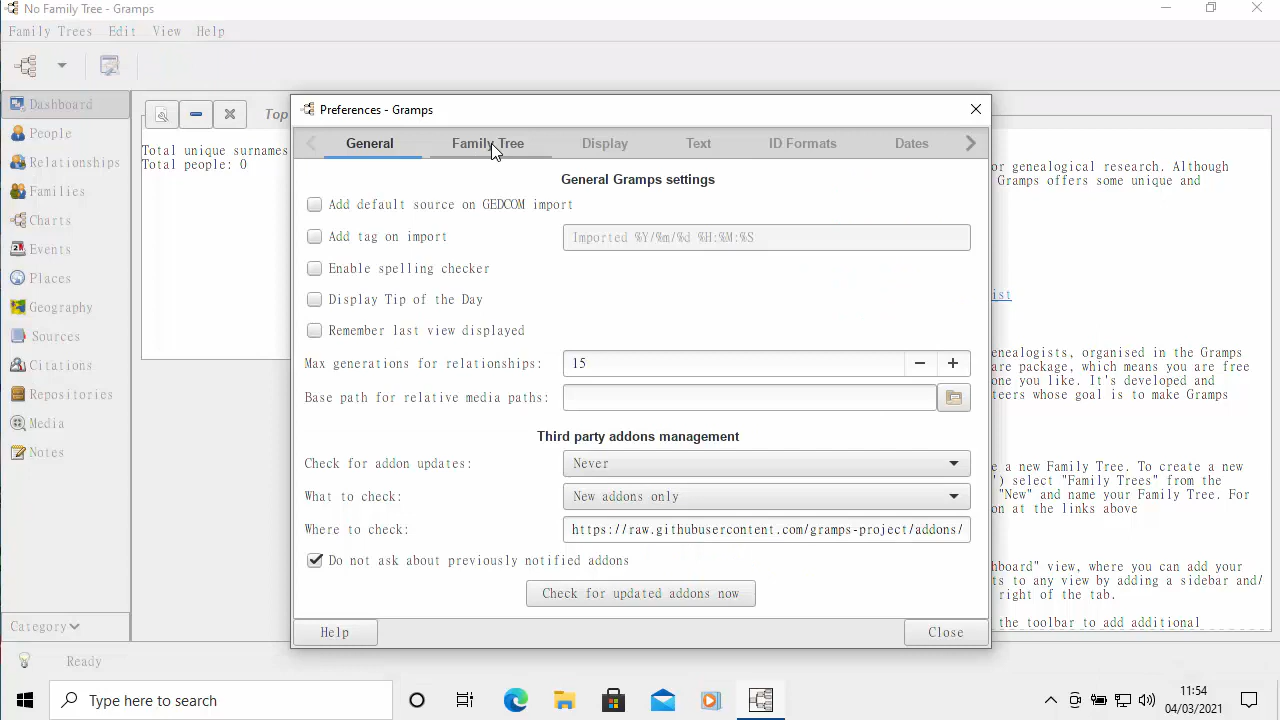 No Family Tree - Gramps
Family Trees Edit View Help
Dashboard
People
Relationships
Families
Charts
Events
Places
Geography
Sources
Citations
Repositories
Media
Notes
Category
Ready
Top
Total unique surnames
Total people: 0
Preferences - Gramps
General Family Tree Display Text ID Formats Dates
General Gramps settings
Add default source on GEDCOM import
Add tag on import Imported %Y/%m/%d %H:%M:%S
Enable spelling checker
Display Tip of the Day
Remember last view displayed
Max generations for relationships: 15
Base path for relative media paths:
Third party addons management
Check for addon updates: Never
What to check: New addons only
Where to check: https://raw.githubusercontent.com/gramps-project/addons/
Do not ask about previously notified addons
Check for updated addons now
Help Close
or genealogical research. Although
Gramps offers some unique and
ist
enealogists, organised in the Gramps
are package, which means you are free
one you like. It's developed and
teers whose goal is to make Gramps
e a new Family Tree. To create a new
') select "Family Trees" from the
"New" and name your Family Tree. For
on at the links above
hboard" view, where you can add your
ts to any view by adding a sidebar and/
right of the tab.
the toolbar to add additional
Type here to search
11:54
04/03/2021